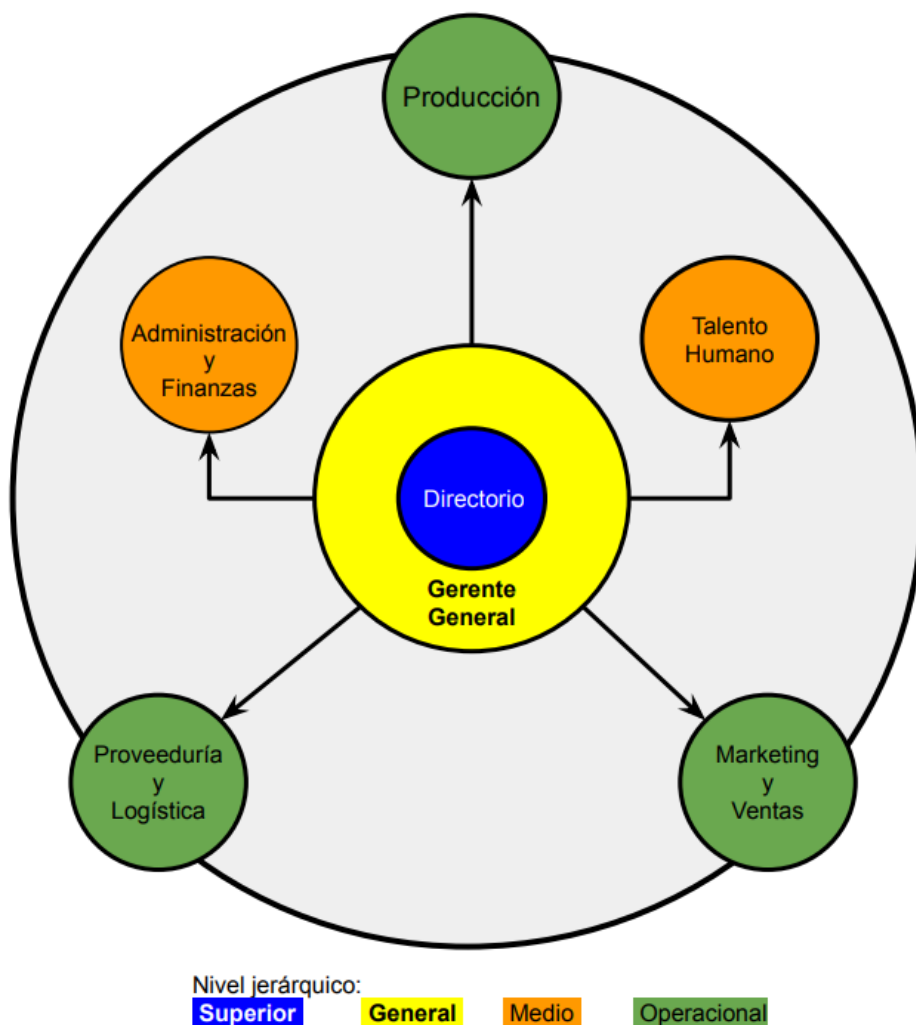 Producción
Administración
y
Finanzas
Talento
Humano
Directorio
Gerente
General
Proveeduría
y
Logística
Marketing
y
Ventas
Nivel jerárquico:
Superior General Medio Operacional